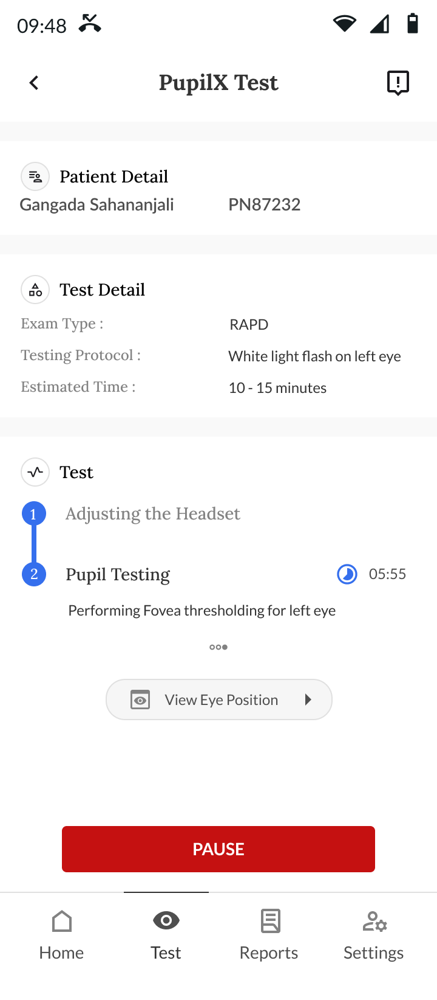 09:48
PupilX Test
Patient Detail
Gangada Sahananjali PN87232
Test Detail
Exam Type : RAPD
Testing Protocol : White light flash on left eye
Estimated Time : 10 - 15 minutes
Test
1 Adjusting the Headset
2 Pupil Testing 05:55
Performing Fovea thresholding for left eye
View Eye Position
PAUSE
Home Test Reports Settings